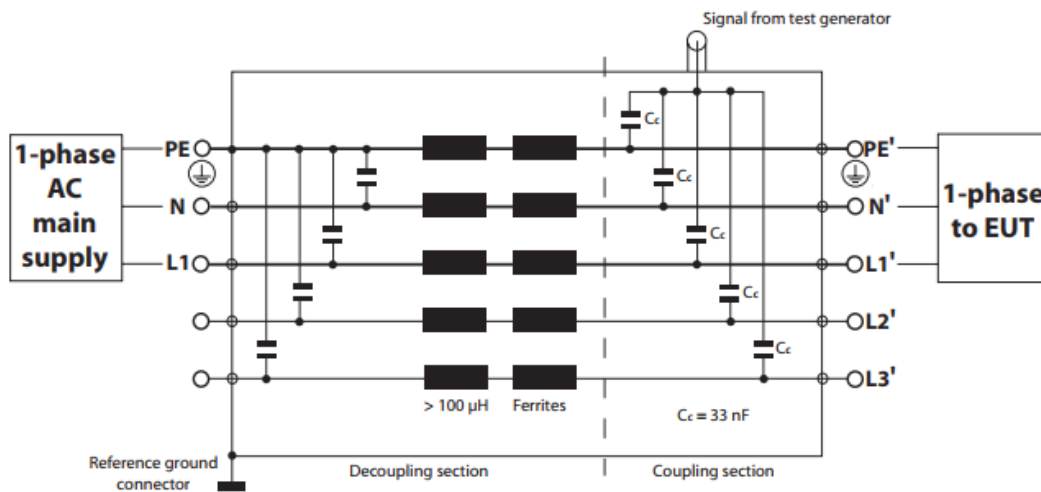 Signal from test generator
1-phase
AC
main
supply
PE
N
L1
Cc
Cc
Cc
Cc
Cc
PE'
N'
L1'
L2'
L3'
1-phase
to EUT
> 100 µH
Ferrites
Cc = 33 nF
Reference ground
connector
Decoupling section
Coupling section